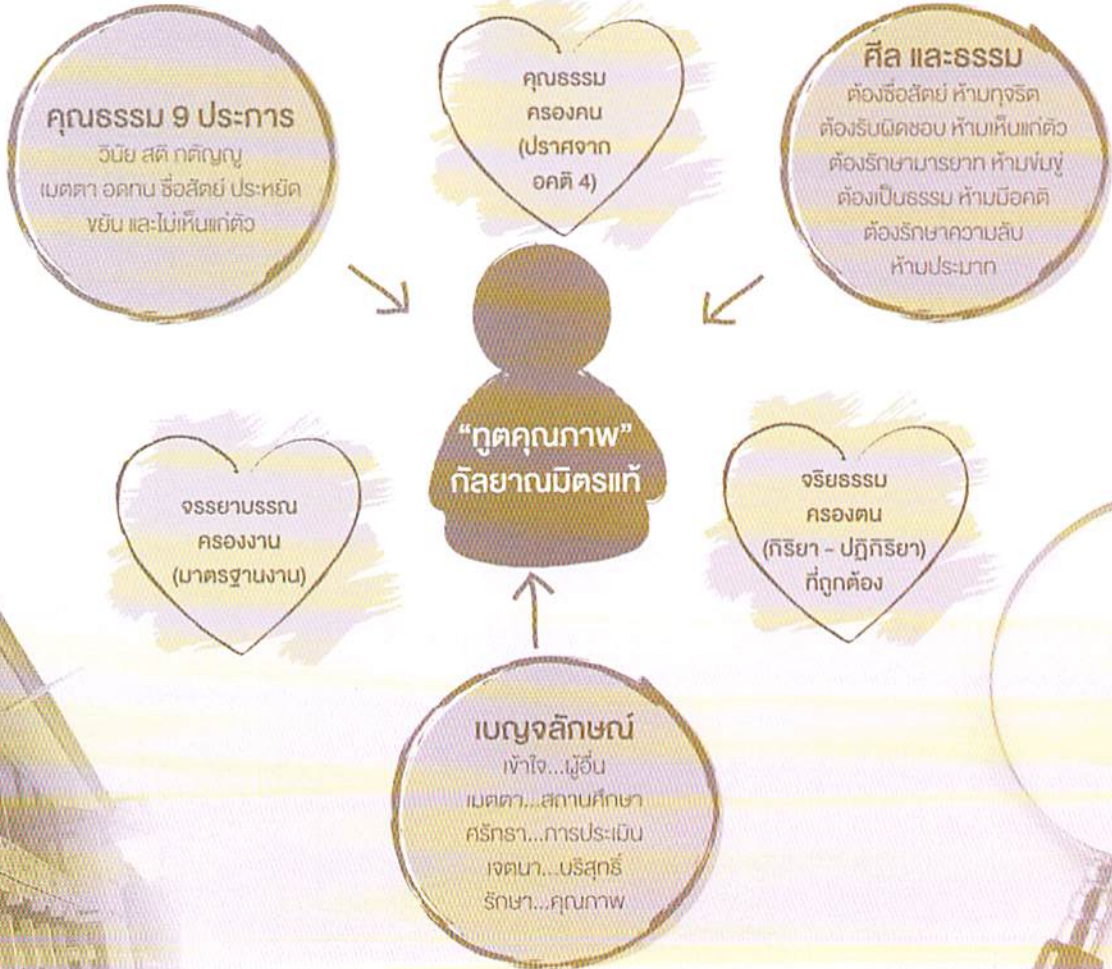 คุณธรรม 9 ประการ
วินัย สติ กตัญญู
เมตตา อดทน ซื่อสัตย์ ประหยัด
ขยัน และไม่เห็นแก่ตัว
คุณธรรม
ครองคน
(ปราศจาก
อคติ 4)
ศีล และธรรม
ต้องซื่อสัตย์ ห้ามทุจริต
ต้องรับผิดชอบ ห้ามเห็นแก่ตัว
ต้องรักษามารยาท ห้ามข่มขู่
ต้องเป็นธรรม ห้ามมีอคติ
ต้องรักษาความลับ
ห้ามประมาท
“ทูตคุณภาพ”
กัลยาณมิตรแท้
จรรยาบรรณ
ครองงาน
(มาตรฐานงาน)
จริยธรรม
ครองตน
(กิริยา - ปฏิกิริยา)
ที่ถูกต้อง
เบญจลักษณ์
เข้าใจ...ผู้อื่น
เมตตา...สถานศึกษา
ศรัทธา...การประเมิน
เจตนา...บริสุทธิ์
รักษา...คุณภาพ